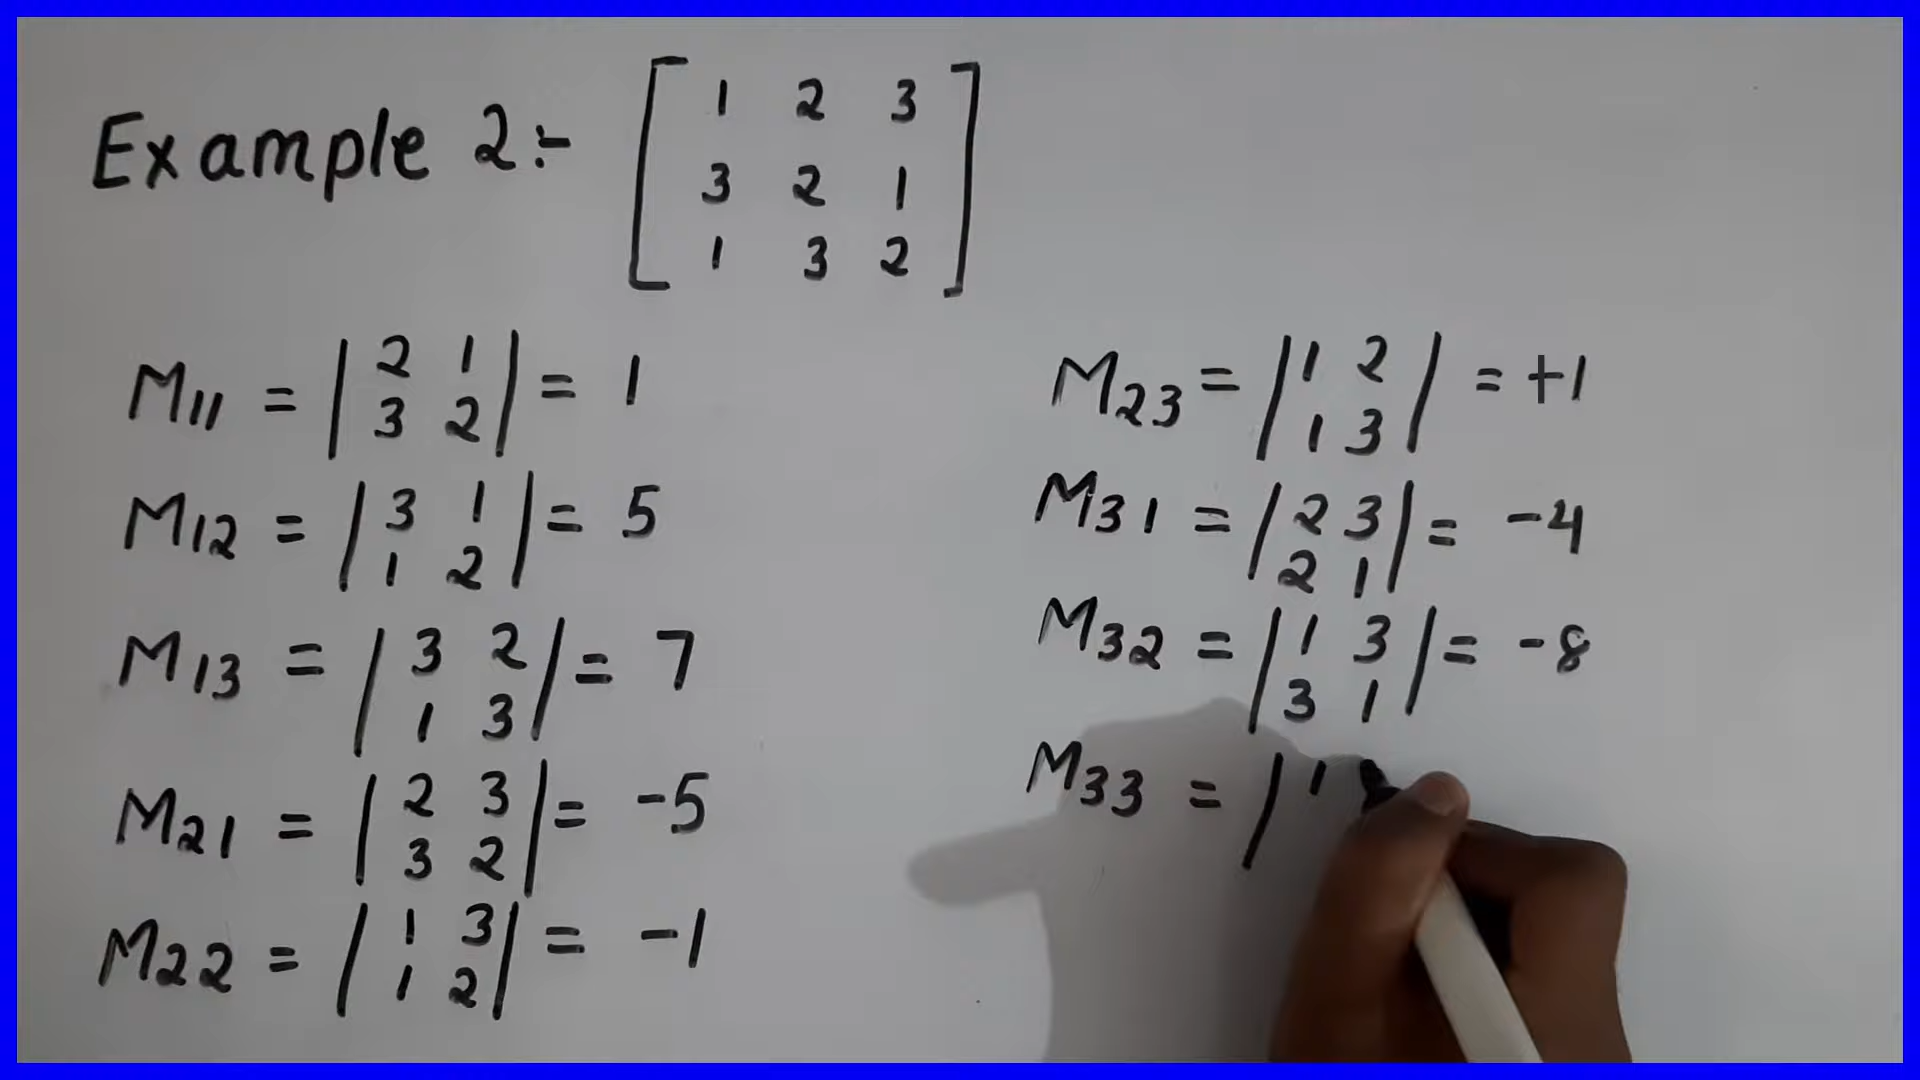 Example 2:- [ 1 2 3
3 2 1
1 3 2 ]
M11 = | 2 1
3 2 | = 1
M12 = | 3 1
1 2 | = 5
M13 = | 3 2
1 3 | = 7
M21 = | 2 3
3 2 | = -5
M22 = | 1 3
1 2 | = -1
M23 = | 1 2
1 3 | = +1
M31 = | 2 3
2 1 | = -4
M32 = | 1 3
3 1 | = -8
M33 = | 1